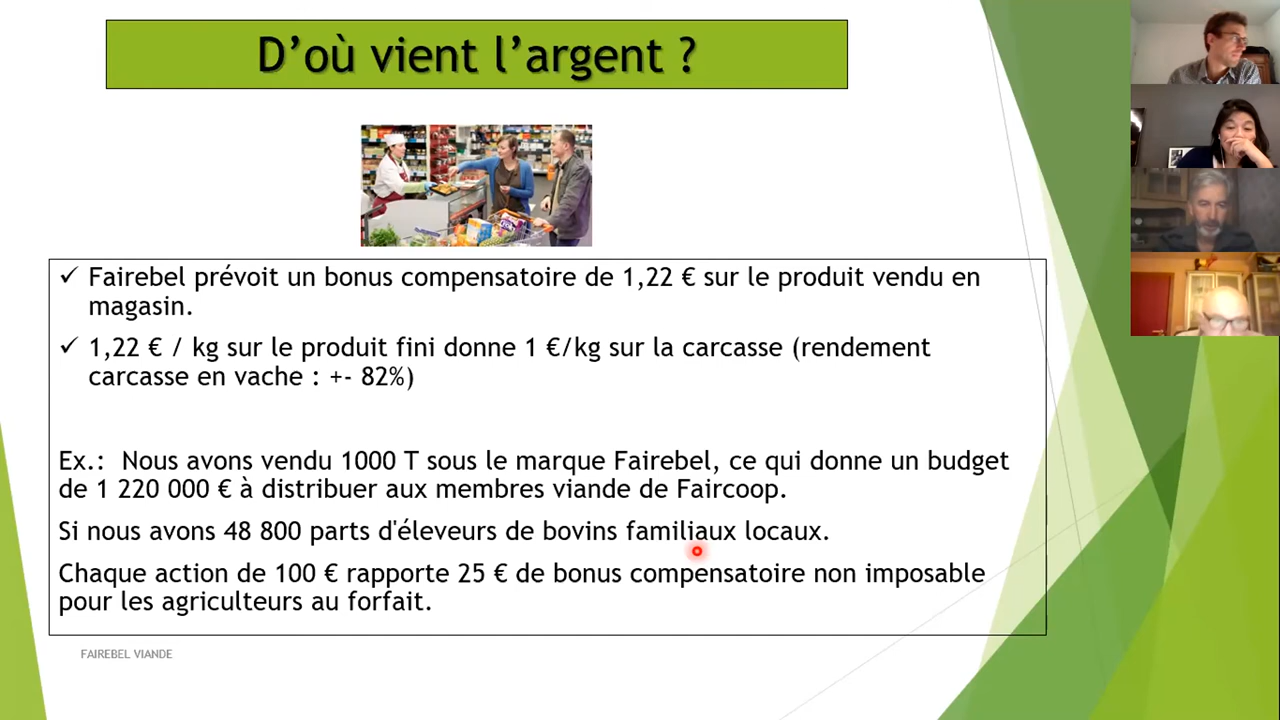 D’où vient l’argent ?
✓ Fairebel prévoit un bonus compensatoire de 1,22 € sur le produit vendu en
magasin.
✓ 1,22 € / kg sur le produit fini donne 1 €/kg sur la carcasse (rendement
carcasse en vache : +- 82%)
Ex.: Nous avons vendu 1000 T sous le marque Fairebel, ce qui donne un budget
de 1 220 000 € à distribuer aux membres viande de Faircoop.
Si nous avons 48 800 parts d'éleveurs de bovins familiaux locaux.
Chaque action de 100 € rapporte 25 € de bonus compensatoire non imposable
pour les agriculteurs au forfait.
FAIREBEL VIANDE